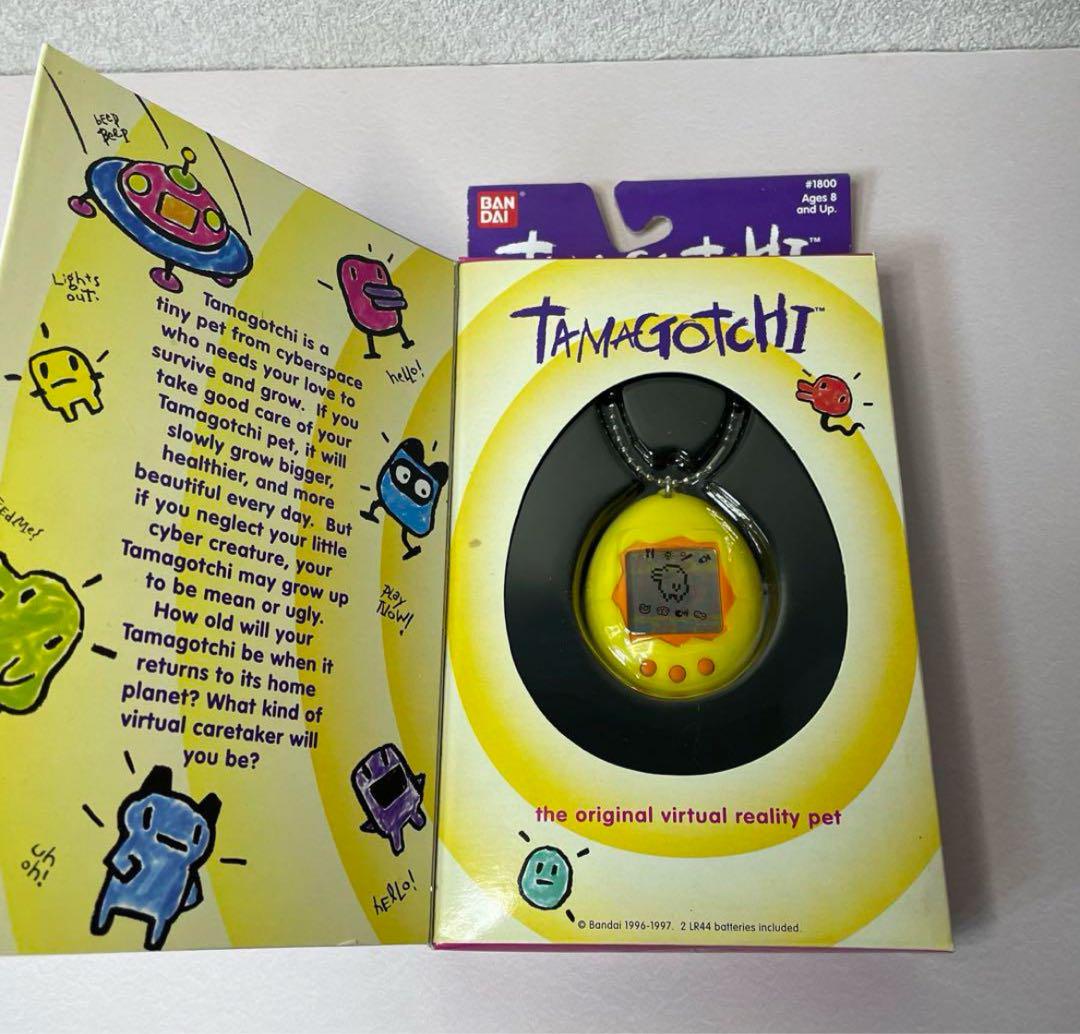 beep
Beep
Lights
out.
Tamagotchi is a
tiny pet from cyberspace
who needs your love to
survive and grow. If you
take good care of your
Tamagotchi pet, it will
slowly grow bigger,
healthier, and more
beautiful every day. But
if you neglect your little
cyber creature, your
Tamagotchi may grow up
to be mean or ugly.
How old will your
Tamagotchi be when it
returns to its home
planet? What kind of
virtual caretaker will
you be?
hello!
Play
Now!
uh
oh!
hello!
BAN
DAI
#1800
Ages 8
and Up.
TAMAGOTCHI™
TAMAGOTCHI™
the original virtual reality pet
© Bandai 1996-1997. 2 LR44 batteries included.